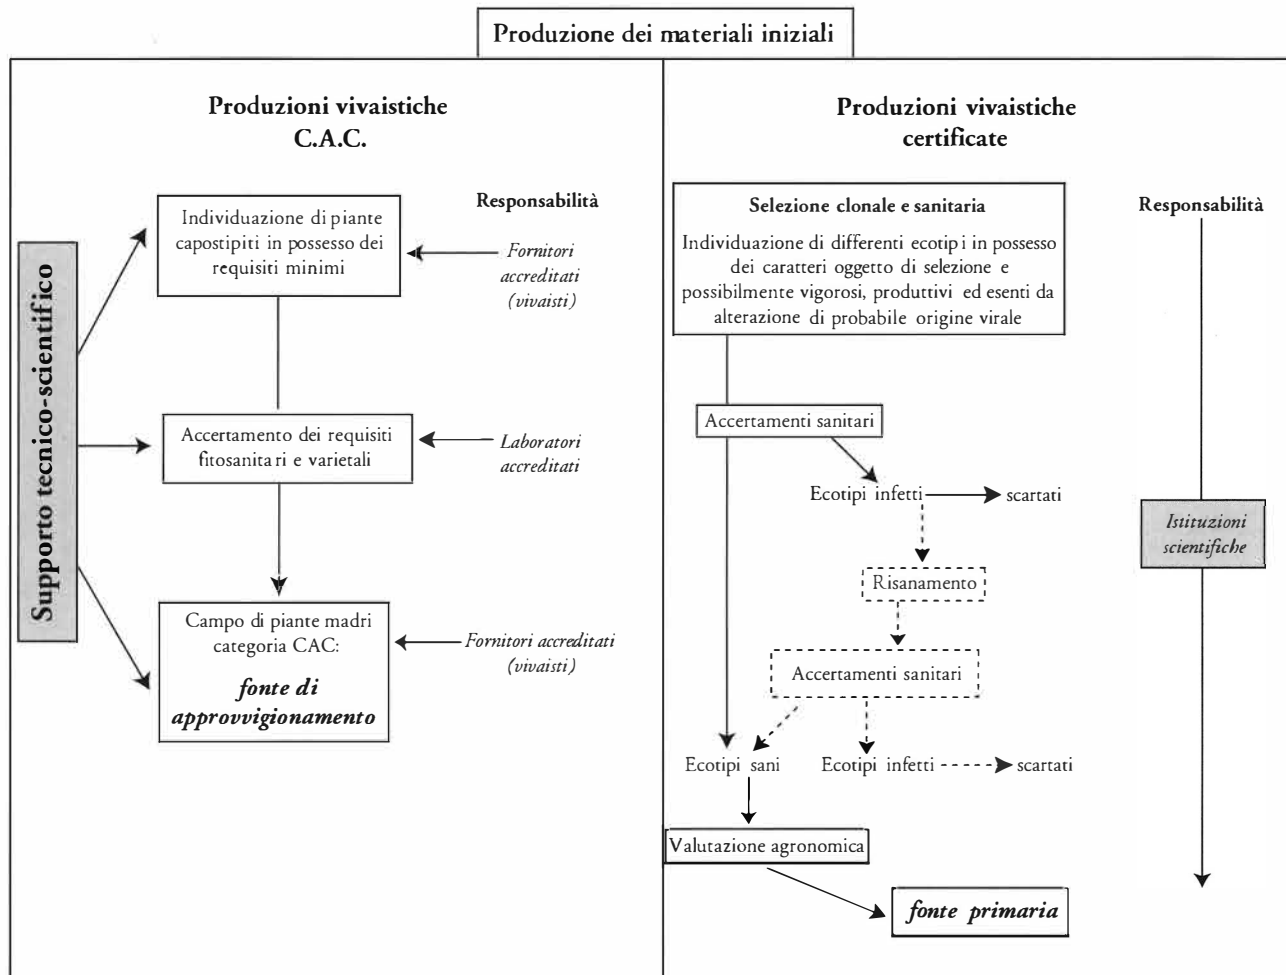 Produzione dei materiali iniziali
Produzioni vivaistiche
C.A.C.
Supporto tecnico-scientifico
Individuazione di piante
capostipiti in possesso dei
requisiti minimi
Responsabilità
Fornitori
accreditati
(vivaisti)
Accertamento dei requisiti
fitosanitari e varietali
Laboratori
accreditati
Campo di piante madri
categoria CAC:
fonte di
approvvigionamento
Fornitori accreditati
(vivaisti)
Produzioni vivaistiche
certificate
Selezione clonale e sanitaria
Individuazione di differenti ecotipi in possesso
dei caratteri oggetto di selezione e
possibilmente vigorosi, produttivi ed esenti da
alterazione di probabile origine virale
Responsabilità
Accertamenti sanitari
Ecotipi infetti
scartati
Istituzioni
scientifiche
Risanamento
Accertamenti sanitari
Ecotipi sani
Ecotipi infetti
scartati
Valutazione agronomica
fonte primaria